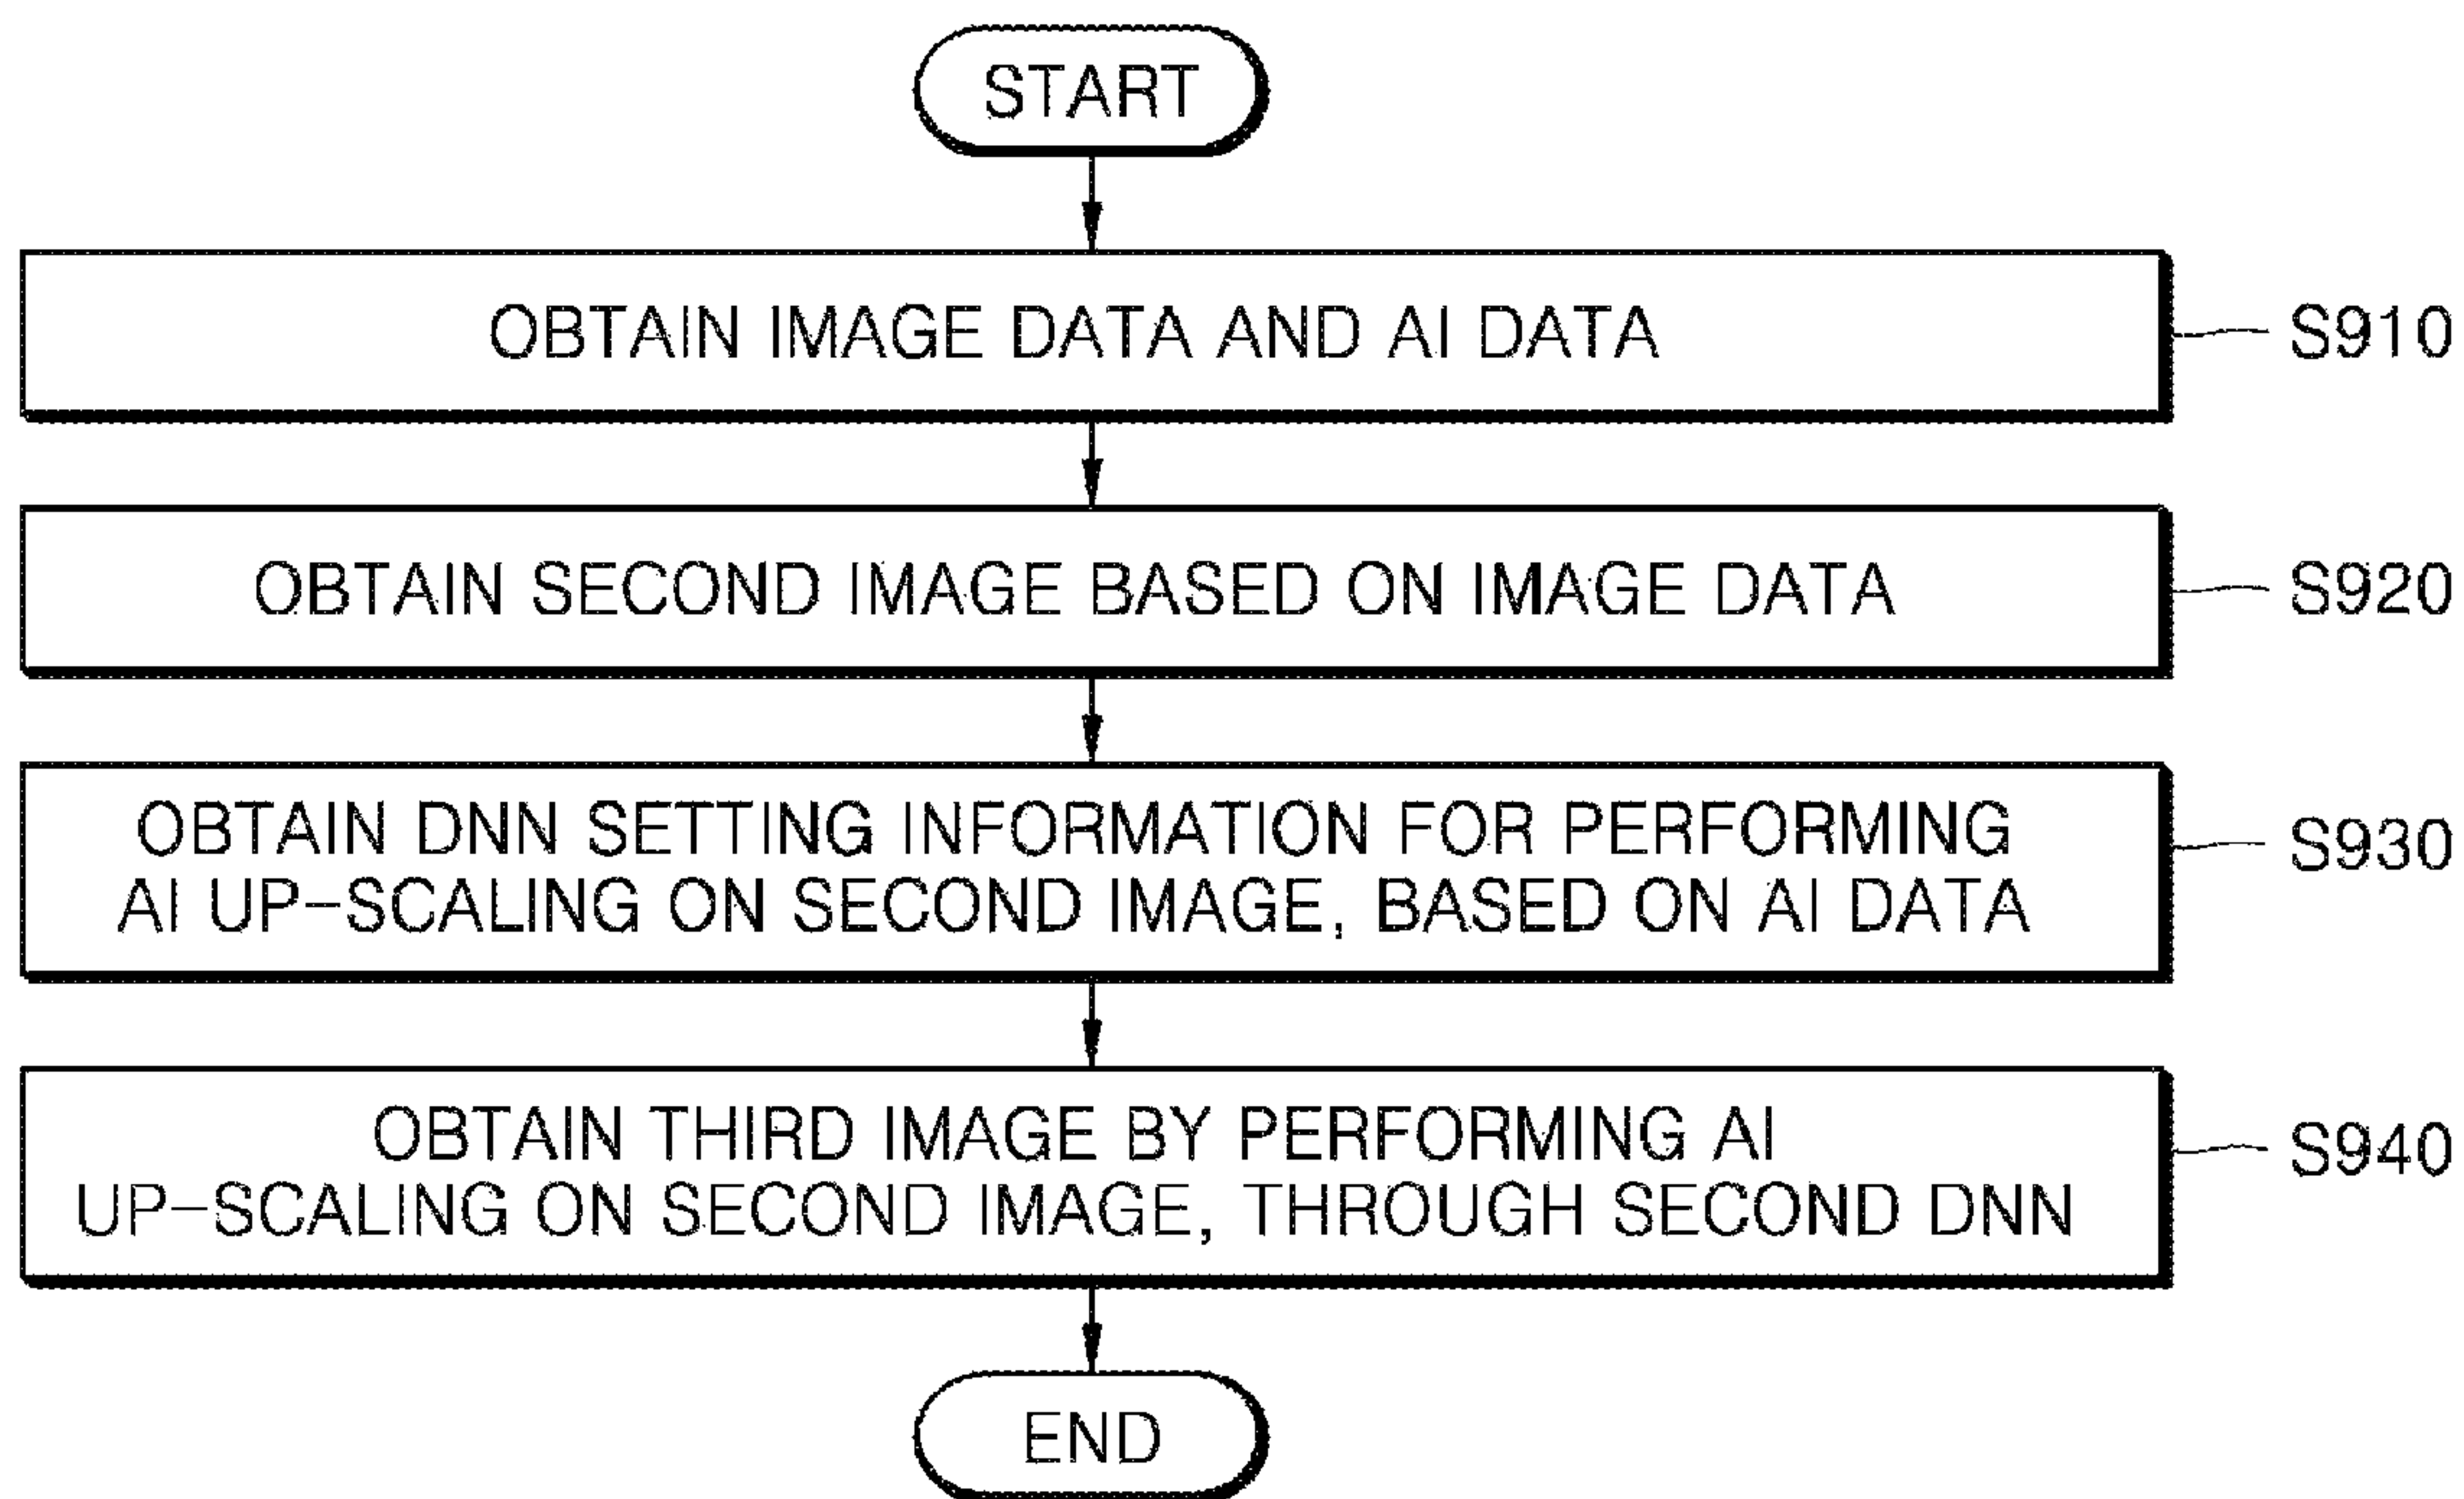 START
OBTAIN IMAGE DATA AND AI DATA
S910
OBTAIN SECOND IMAGE BASED ON IMAGE DATA
S920
OBTAIN DNN SETTING INFORMATION FOR PERFORMING
AI UP-SCALING ON SECOND IMAGE, BASED ON AI DATA
S930
OBTAIN THIRD IMAGE BY PERFORMING AI
UP-SCALING ON SECOND IMAGE, THROUGH SECOND DNN
S940
END